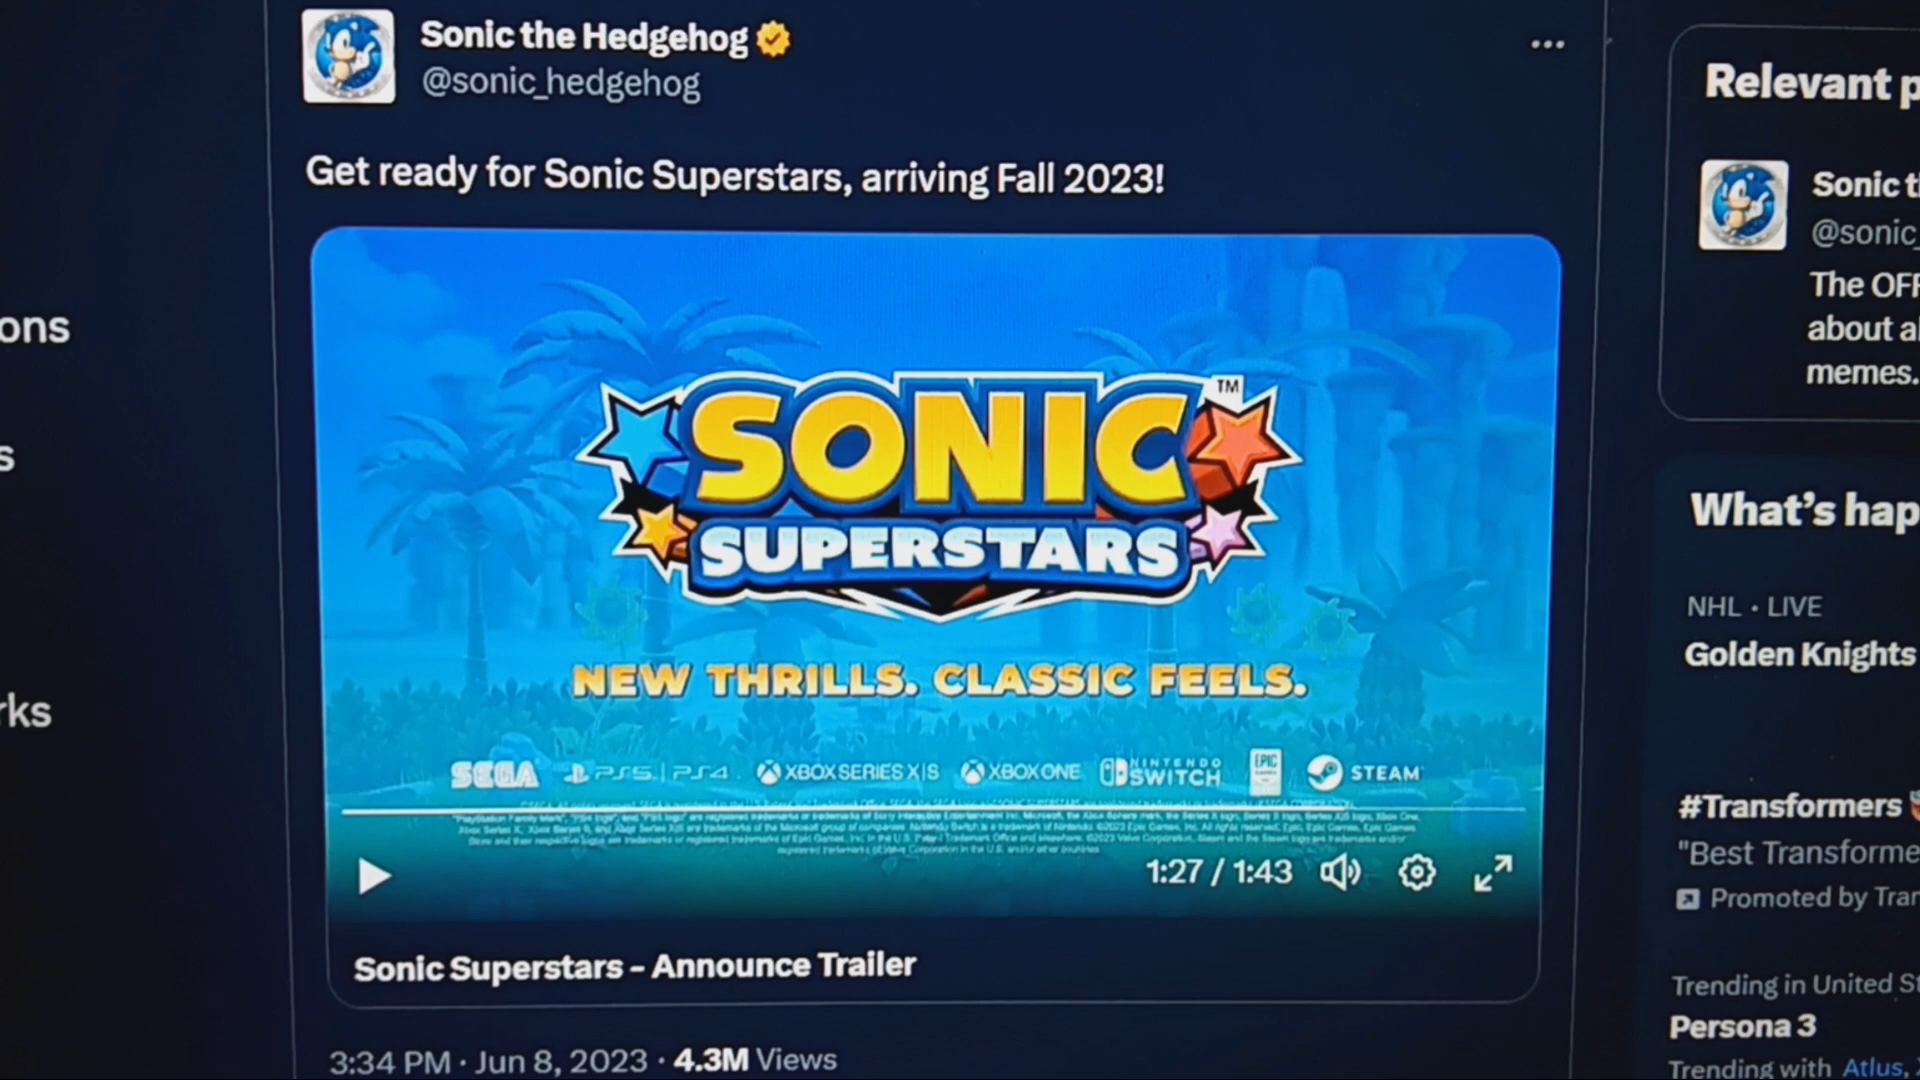 Sonic the Hedgehog
@sonic_hedgehog
Get ready for Sonic Superstars, arriving Fall 2023!
SONIC
TM
SUPERSTARS
NEW THRILLS. CLASSIC FEELS.
SEGA PS5 | PS4 XBOX SERIES X|S XBOX ONE NINTENDO SWITCH EPIC GAMES STEAM
1:27 / 1:43
Sonic Superstars - Announce Trailer
3:34 PM · Jun 8, 2023 · 4.3M Views
ons
s
rks
Relevant p
Sonic t
@sonic_
The OFF
about al
memes.
What's hap
NHL · LIVE
Golden Knights
#Transformers
"Best Transforme
Promoted by Tran
Trending in United St
Persona 3
Trending with Atlus,